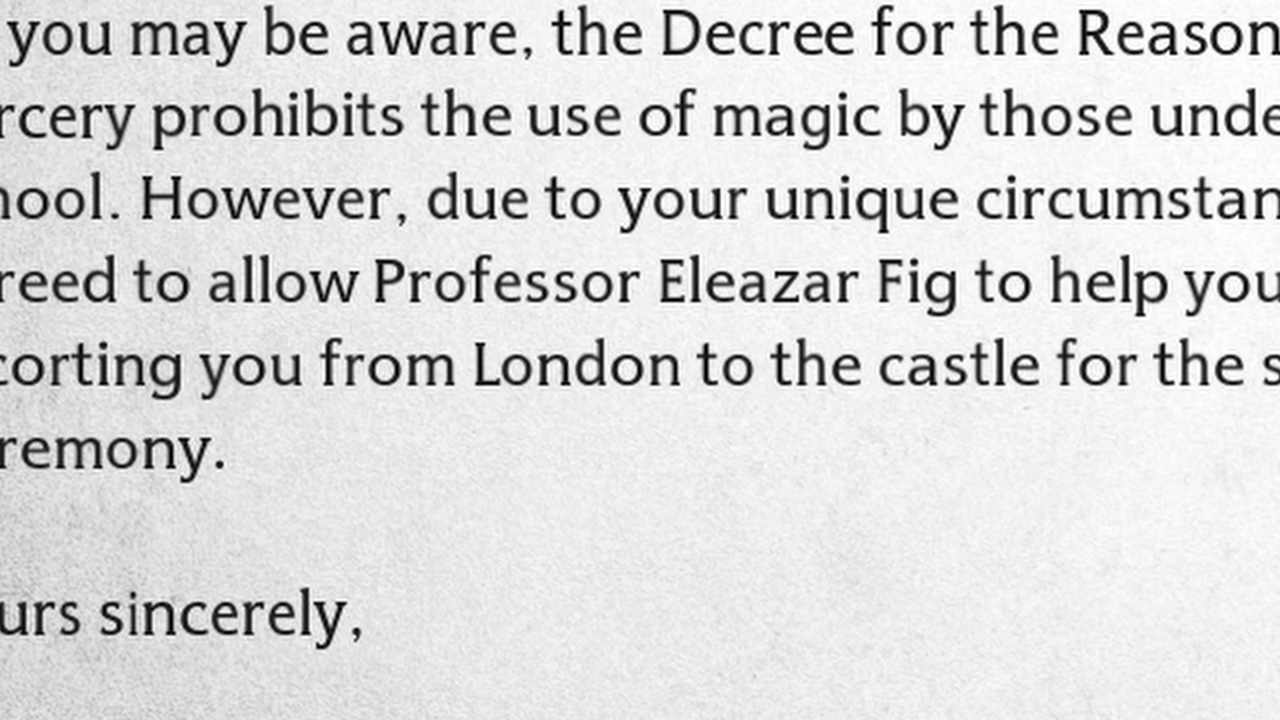 you may be aware, the Decree for the Reason
rcery prohibits the use of magic by those unde
hool. However, due to your unique circumstan
reed to allow Professor Eleazar Fig to help you
corting you from London to the castle for the s
remony.
urs sincerely,